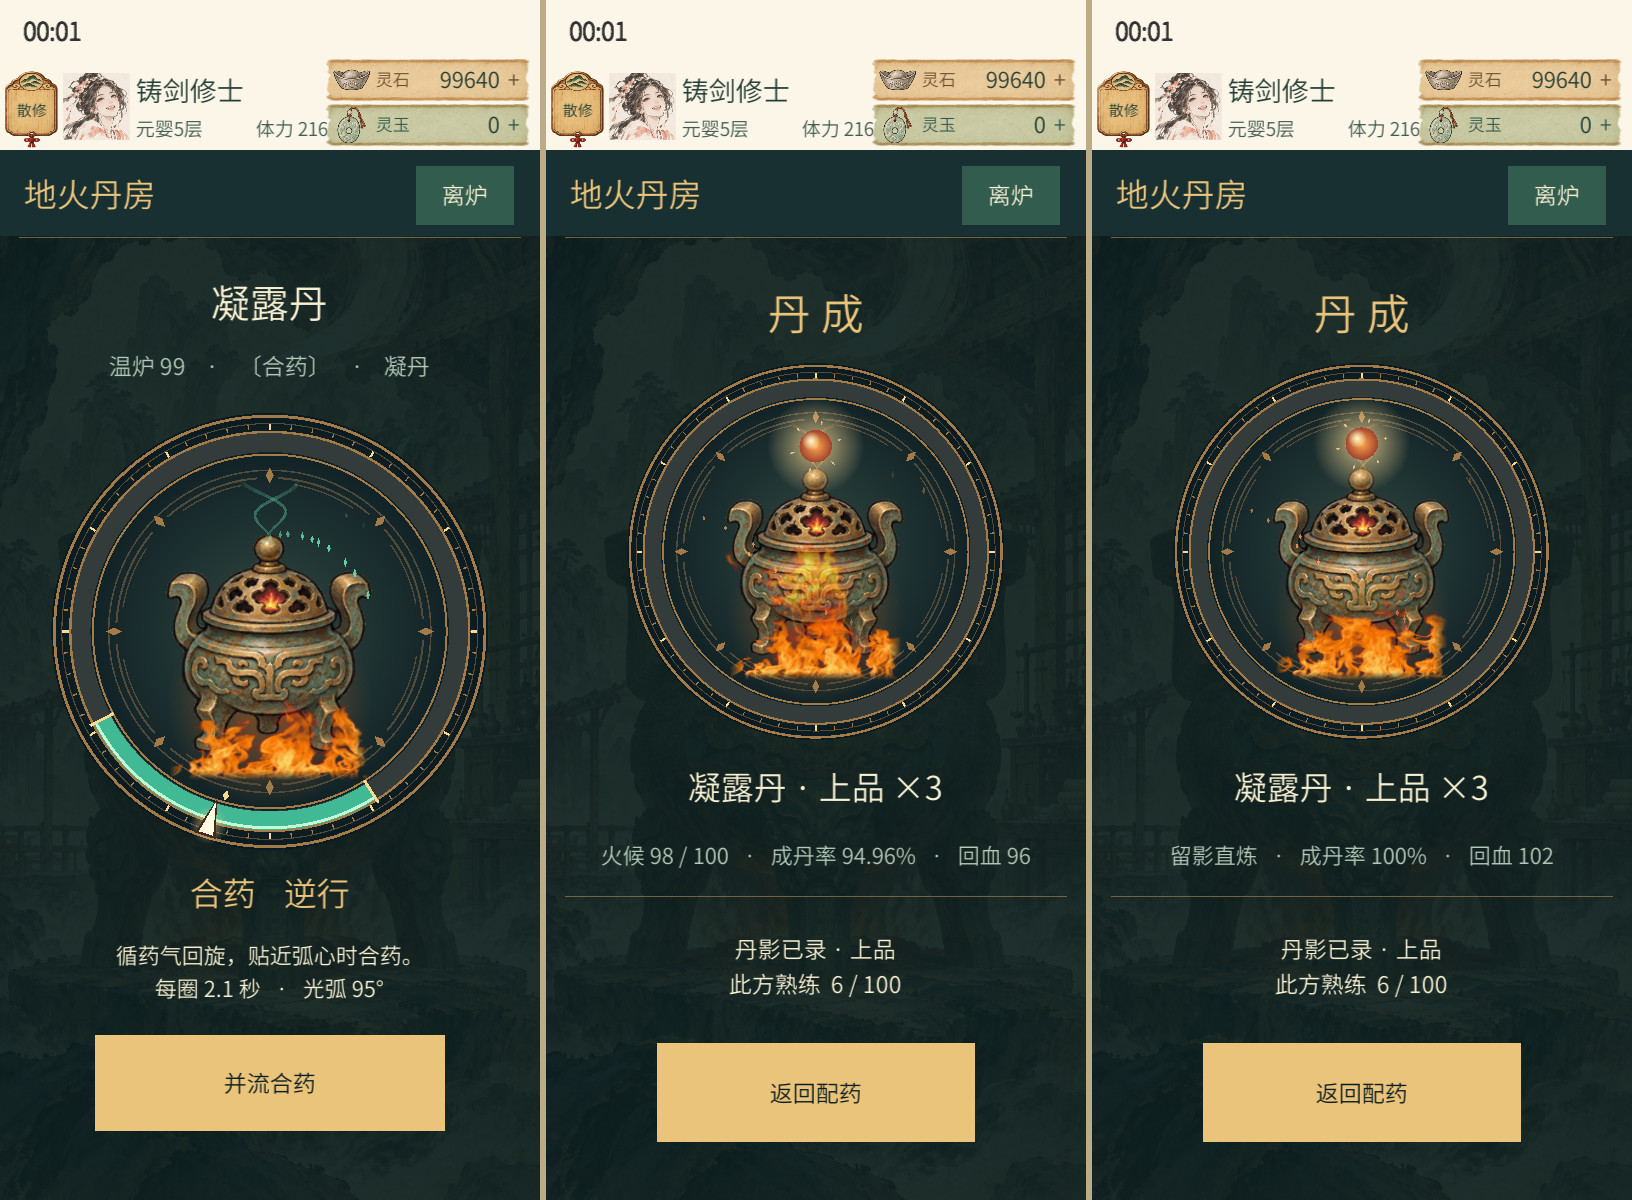 00:01
散修
铸剑修士
元婴5层 体力 216
灵石 99640 +
灵玉 0 +
地火丹房
离炉
凝露丹
温炉 99 · 〔合药〕 · 凝丹
合药 逆行
循药气回旋，贴近弧心时合药。
每圈 2.1 秒 · 光弧 95°
并流合药
00:01
散修
铸剑修士
元婴5层 体力 216
灵石 99640 +
灵玉 0 +
地火丹房
离炉
丹成
凝露丹 · 上品 ×3
火候 98 / 100 · 成丹率 94.96% · 回血 96
丹影已录 · 上品
此方熟练 6 / 100
返回配药
00:01
散修
铸剑修士
元婴5层 体力 216
灵石 99640 +
灵玉 0 +
地火丹房
离炉
丹成
凝露丹 · 上品 ×3
留影直炼 · 成丹率 100% · 回血 102
丹影已录 · 上品
此方熟练 6 / 100
返回配药